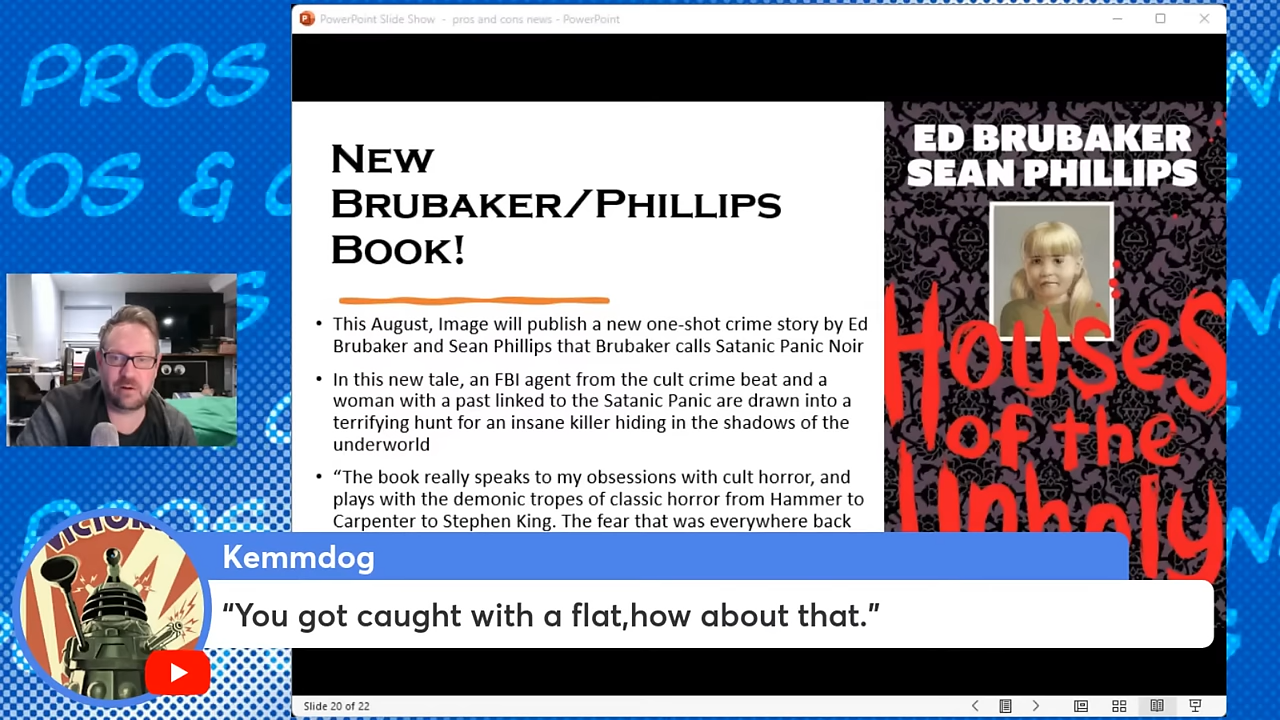 PowerPoint Slide Show - pros and cons news - PowerPoint
PROS
POS & C
NEW
BRUBAKER/PHILLIPS
BOOK!
• This August, Image will publish a new one-shot crime story by Ed
Brubaker and Sean Phillips that Brubaker calls Satanic Panic Noir
• In this new tale, an FBI agent from the cult crime beat and a
woman with a past linked to the Satanic Panic are drawn into a
terrifying hunt for an insane killer hiding in the shadows of the
underworld
• “The book really speaks to my obsessions with cult horror, and
plays with the demonic tropes of classic horror from Hammer to
Carpenter to Stephen King. The fear that was everywhere back
ED BRUBAKER
SEAN PHILLIPS
Houses
of the
Unholy
Kemmdog
“You got caught with a flat,how about that.”
Slide 20 of 22